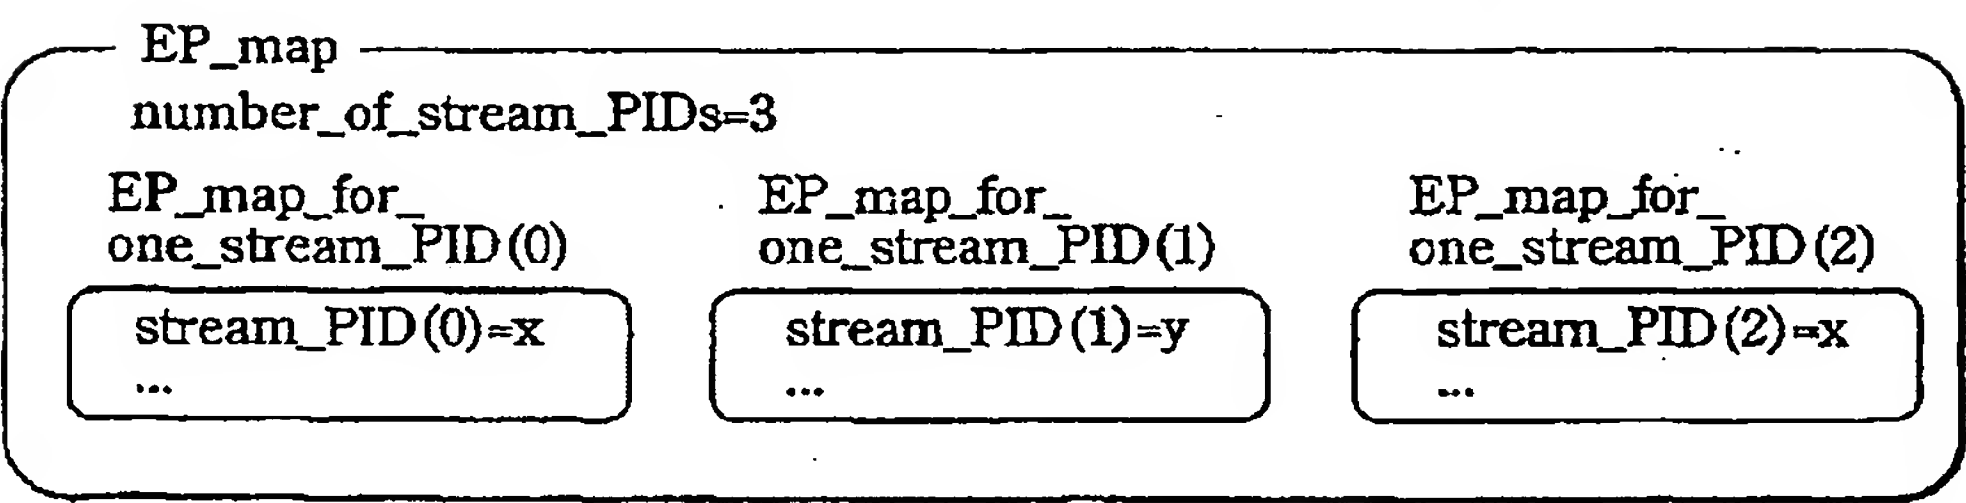 EP_map
number_of_stream_PIDs=3
EP_map_for_
one_stream_PID(0)
EP_map_for_
one_stream_PID(1)
EP_map_for_
one_stream_PID(2)
stream_PID(0)=x
...
stream_PID(1)=y
...
stream_PID(2)=x
...